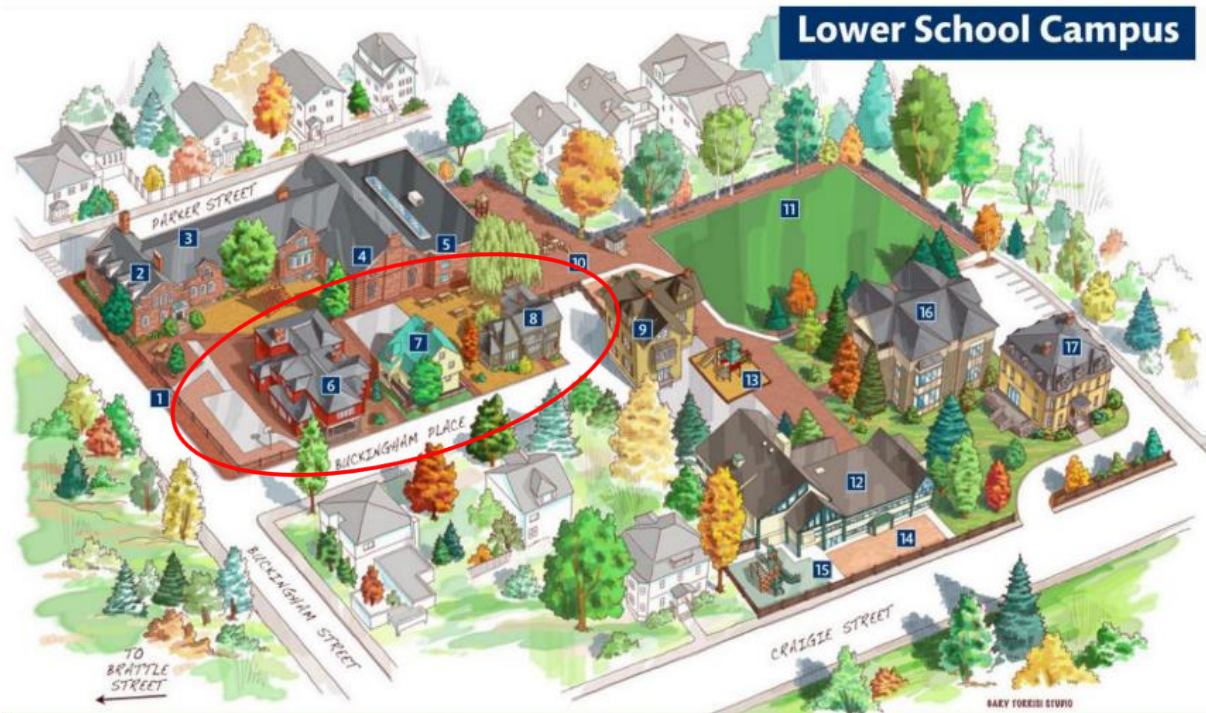 Lower School Campus
PARKER STREET
11
3
4
5
2
10
16
8
9
7
17
13
6
1
BUCKINGHAM PLACE
12
14
15
BUCKINGHAM STREET
CRAIGIE STREET
TO
BRATTLE
STREET
GARY TORRISI STUDIO